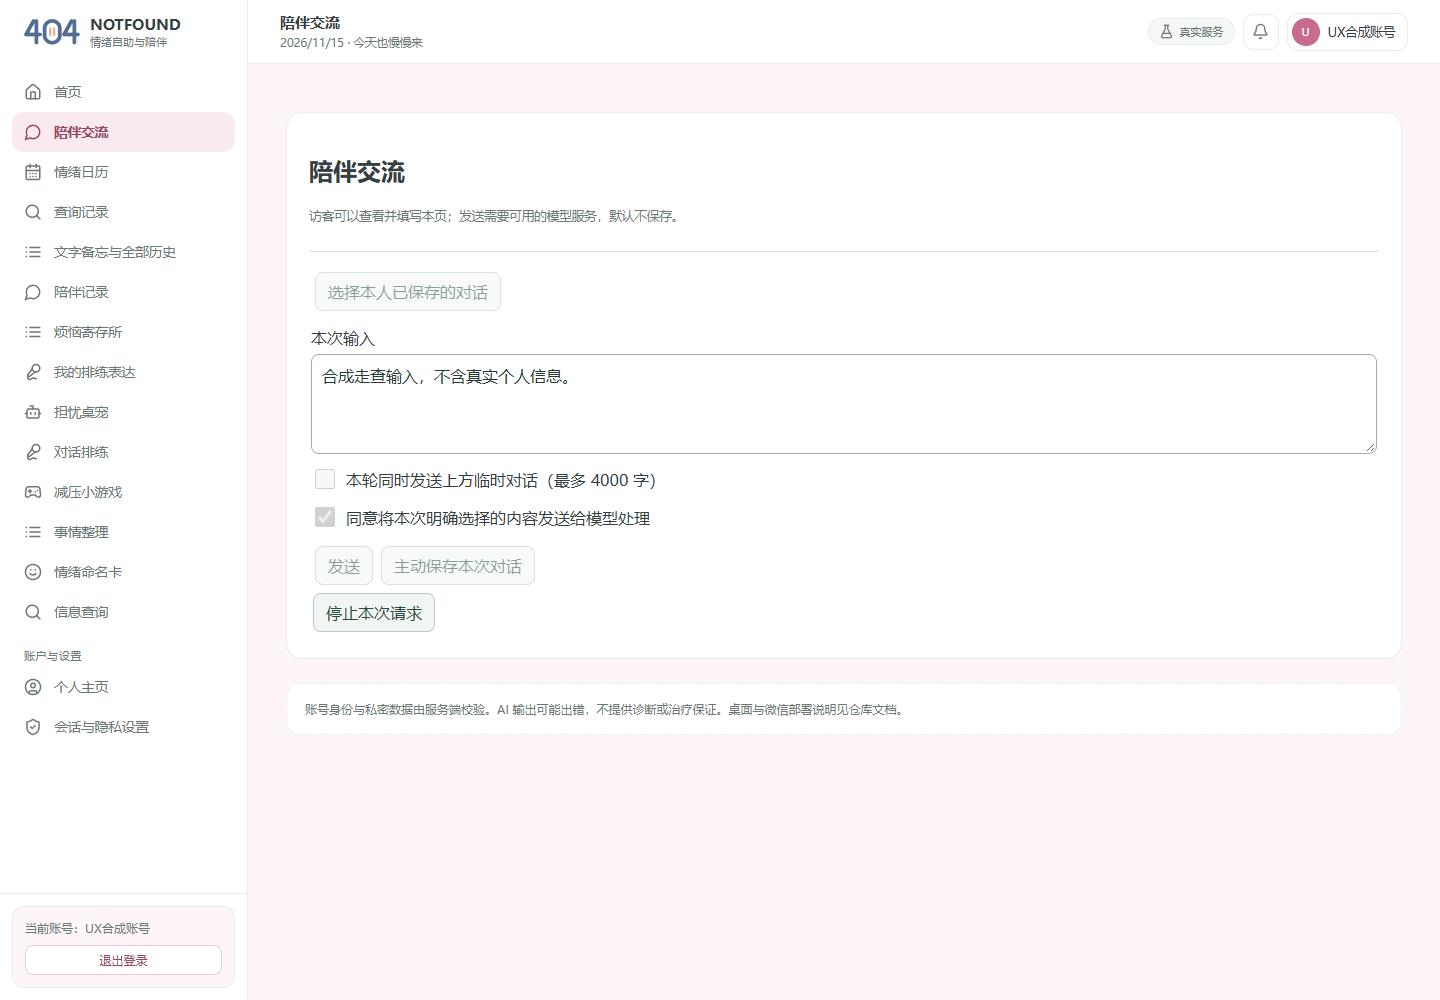 404 NOTFOUND
情绪自助与陪伴
首页
陪伴交流
情绪日历
查询记录
文字备忘与全部历史
陪伴记录
烦恼寄存所
我的排练表达
担忧桌宠
对话排练
减压小游戏
事情整理
情绪命名卡
信息查询
账户与设置
个人主页
会话与隐私设置
当前账号：UX合成账号
退出登录
陪伴交流
2026/11/15 · 今天也慢慢来
真实服务
U UX合成账号
陪伴交流
访客可以查看并填写本页；发送需要可用的模型服务，默认不保存。
选择本人已保存的对话
本次输入
合成走查输入，不含真实个人信息。
本轮同时发送上方临时对话（最多 4000 字）
同意将本次明确选择的内容发送给模型处理
发送 主动保存本次对话
停止本次请求
账号身份与私密数据由服务端校验。AI 输出可能出错，不提供诊断或治疗保证。桌面与微信部署说明见仓库文档。